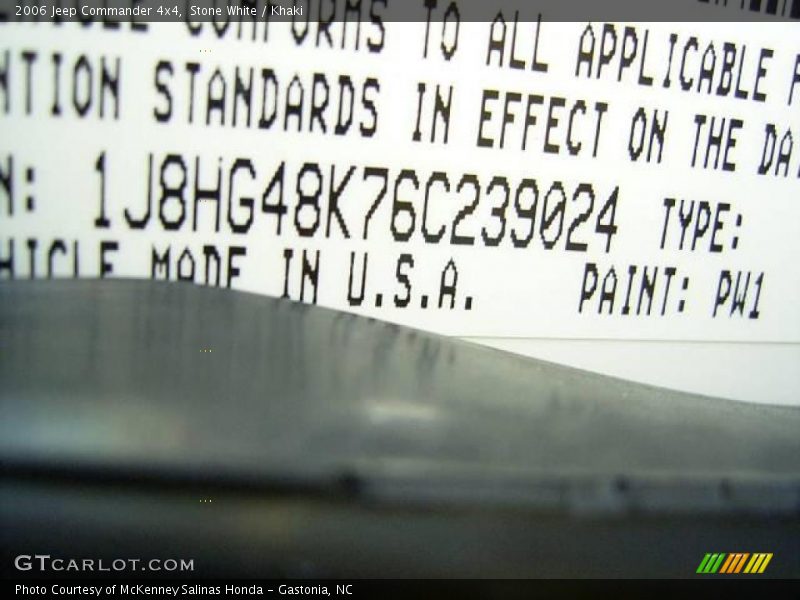 2006 Jeep Commander 4x4, Stone White / Khaki
CONFORMS TO ALL APPLICABLE
STANDARDS IN EFFECT ON THE
1J8HG48K76C239024 TYPE:
MADE IN U.S.A. PAINT: PW1
GTCARLOT.COM
Photo Courtesy of McKenney Salinas Honda - Gastonia, NC